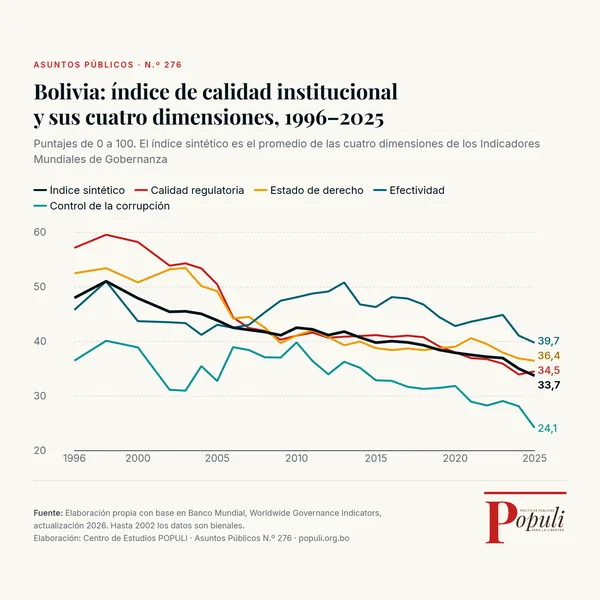 ASUNTOS PÚBLICOS · N.º 276
Bolivia: índice de calidad institucional
y sus cuatro dimensiones, 1996–2025
Puntajes de 0 a 100. El índice sintético es el promedio de las cuatro dimensiones de los Indicadores
Mundiales de Gobernanza
Índice sintético Calidad regulatoria Estado de derecho Efectividad
Control de la corrupción
60
50
40
30
20
39,7
36,4
34,5
33,7
24,1
1996 2000 2005 2010 2015 2020 2025
Fuente: Elaboración propia con base en Banco Mundial, Worldwide Governance Indicators,
actualización 2026. Hasta 2002 los datos son bienales.
Elaboración: Centro de Estudios POPULI · Asuntos Públicos N.º 276 · populi.org.bo
POLÍTICAS PÚBLICAS
Populi
PARA LA LIBERTAD